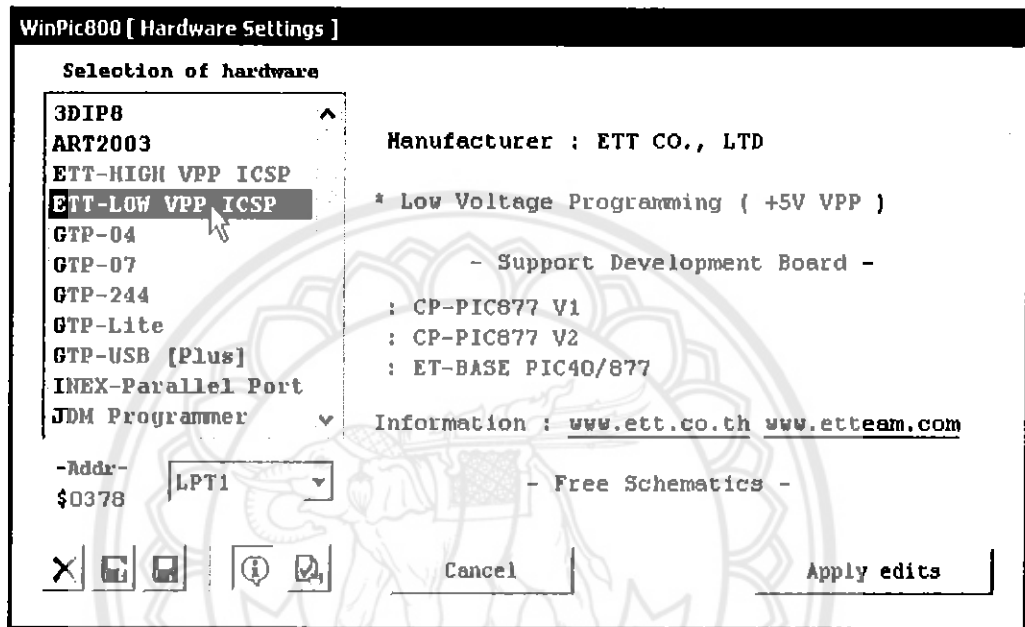 WinPic800 [ Hardware Settings ]
Selection of hardware
3DIP8
ART2003
ETT-HIGH VPP ICSP
ETT-LOW VPP ICSP
GTP-04
GTP-07
GTP-244
GTP-Lite
GTP-USB [Plus]
INEX-Parallel Port
JDM Programmer
Manufacturer : ETT CO., LTD
* Low Voltage Programming ( +5V VPP )
- Support Development Board -
: CP-PIC877 V1
: CP-PIC877 V2
: ET-BASE PIC40/877
Information : www.ett.co.th www.etteam.com
- Free Schematics -
-Addr-
$0378
LPT1
Cancel
Apply edits